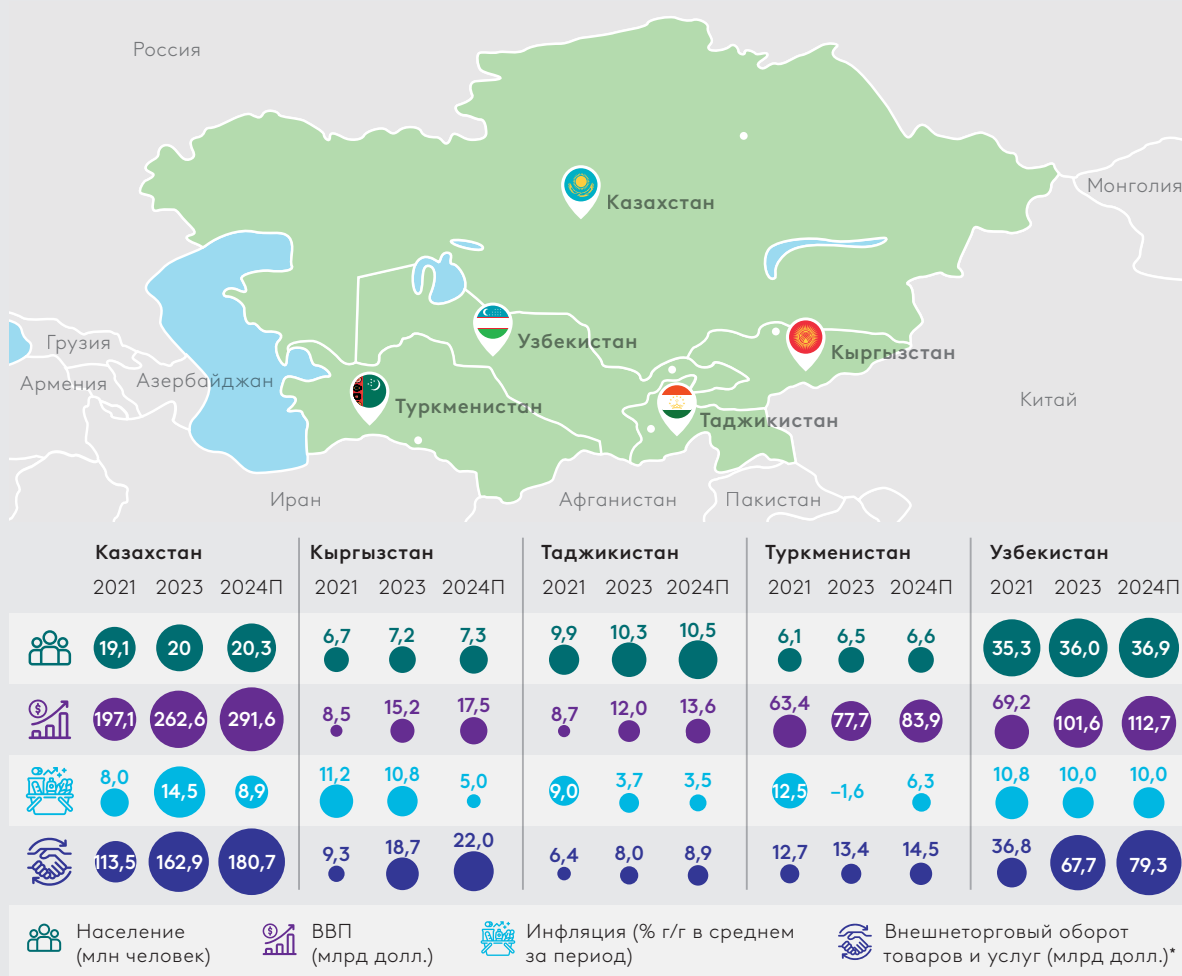 Россия
Монголия
Казахстан
Узбекистан
Грузия
Кыргызстан
Армения
Азербайджан
Туркменистан
Китай
Таджикистан
Иран
Афганистан
Пакистан
Казахстан Кыргызстан Таджикистан Туркменистан Узбекистан
2021 2023 2024П 2021 2023 2024П 2021 2023 2024П 2021 2023 2024П 2021 2023 2024П
19,1 20 20,3 6,7 7,2 7,3 9,9 10,3 10,5 6,1 6,5 6,6 35,3 36,0 36,9
197,1 262,6 291,6 8,5 15,2 17,5 8,7 12,0 13,6 63,4 77,7 83,9 69,2 101,6 112,7
8,0 14,5 8,9 11,2 10,8 5,0 9,0 3,7 3,5 12,5 –1,6 6,3 10,8 10,0 10,0
113,5 162,9 180,7 9,3 18,7 22,0 6,4 8,0 8,9 12,7 13,4 14,5 36,8 67,7 79,3
Население
(млн человек)
ВВП
(млрд долл.)
Инфляция (% г/г в среднем
за период)
Внешнеторговый оборот
товаров и услуг (млрд долл.)*